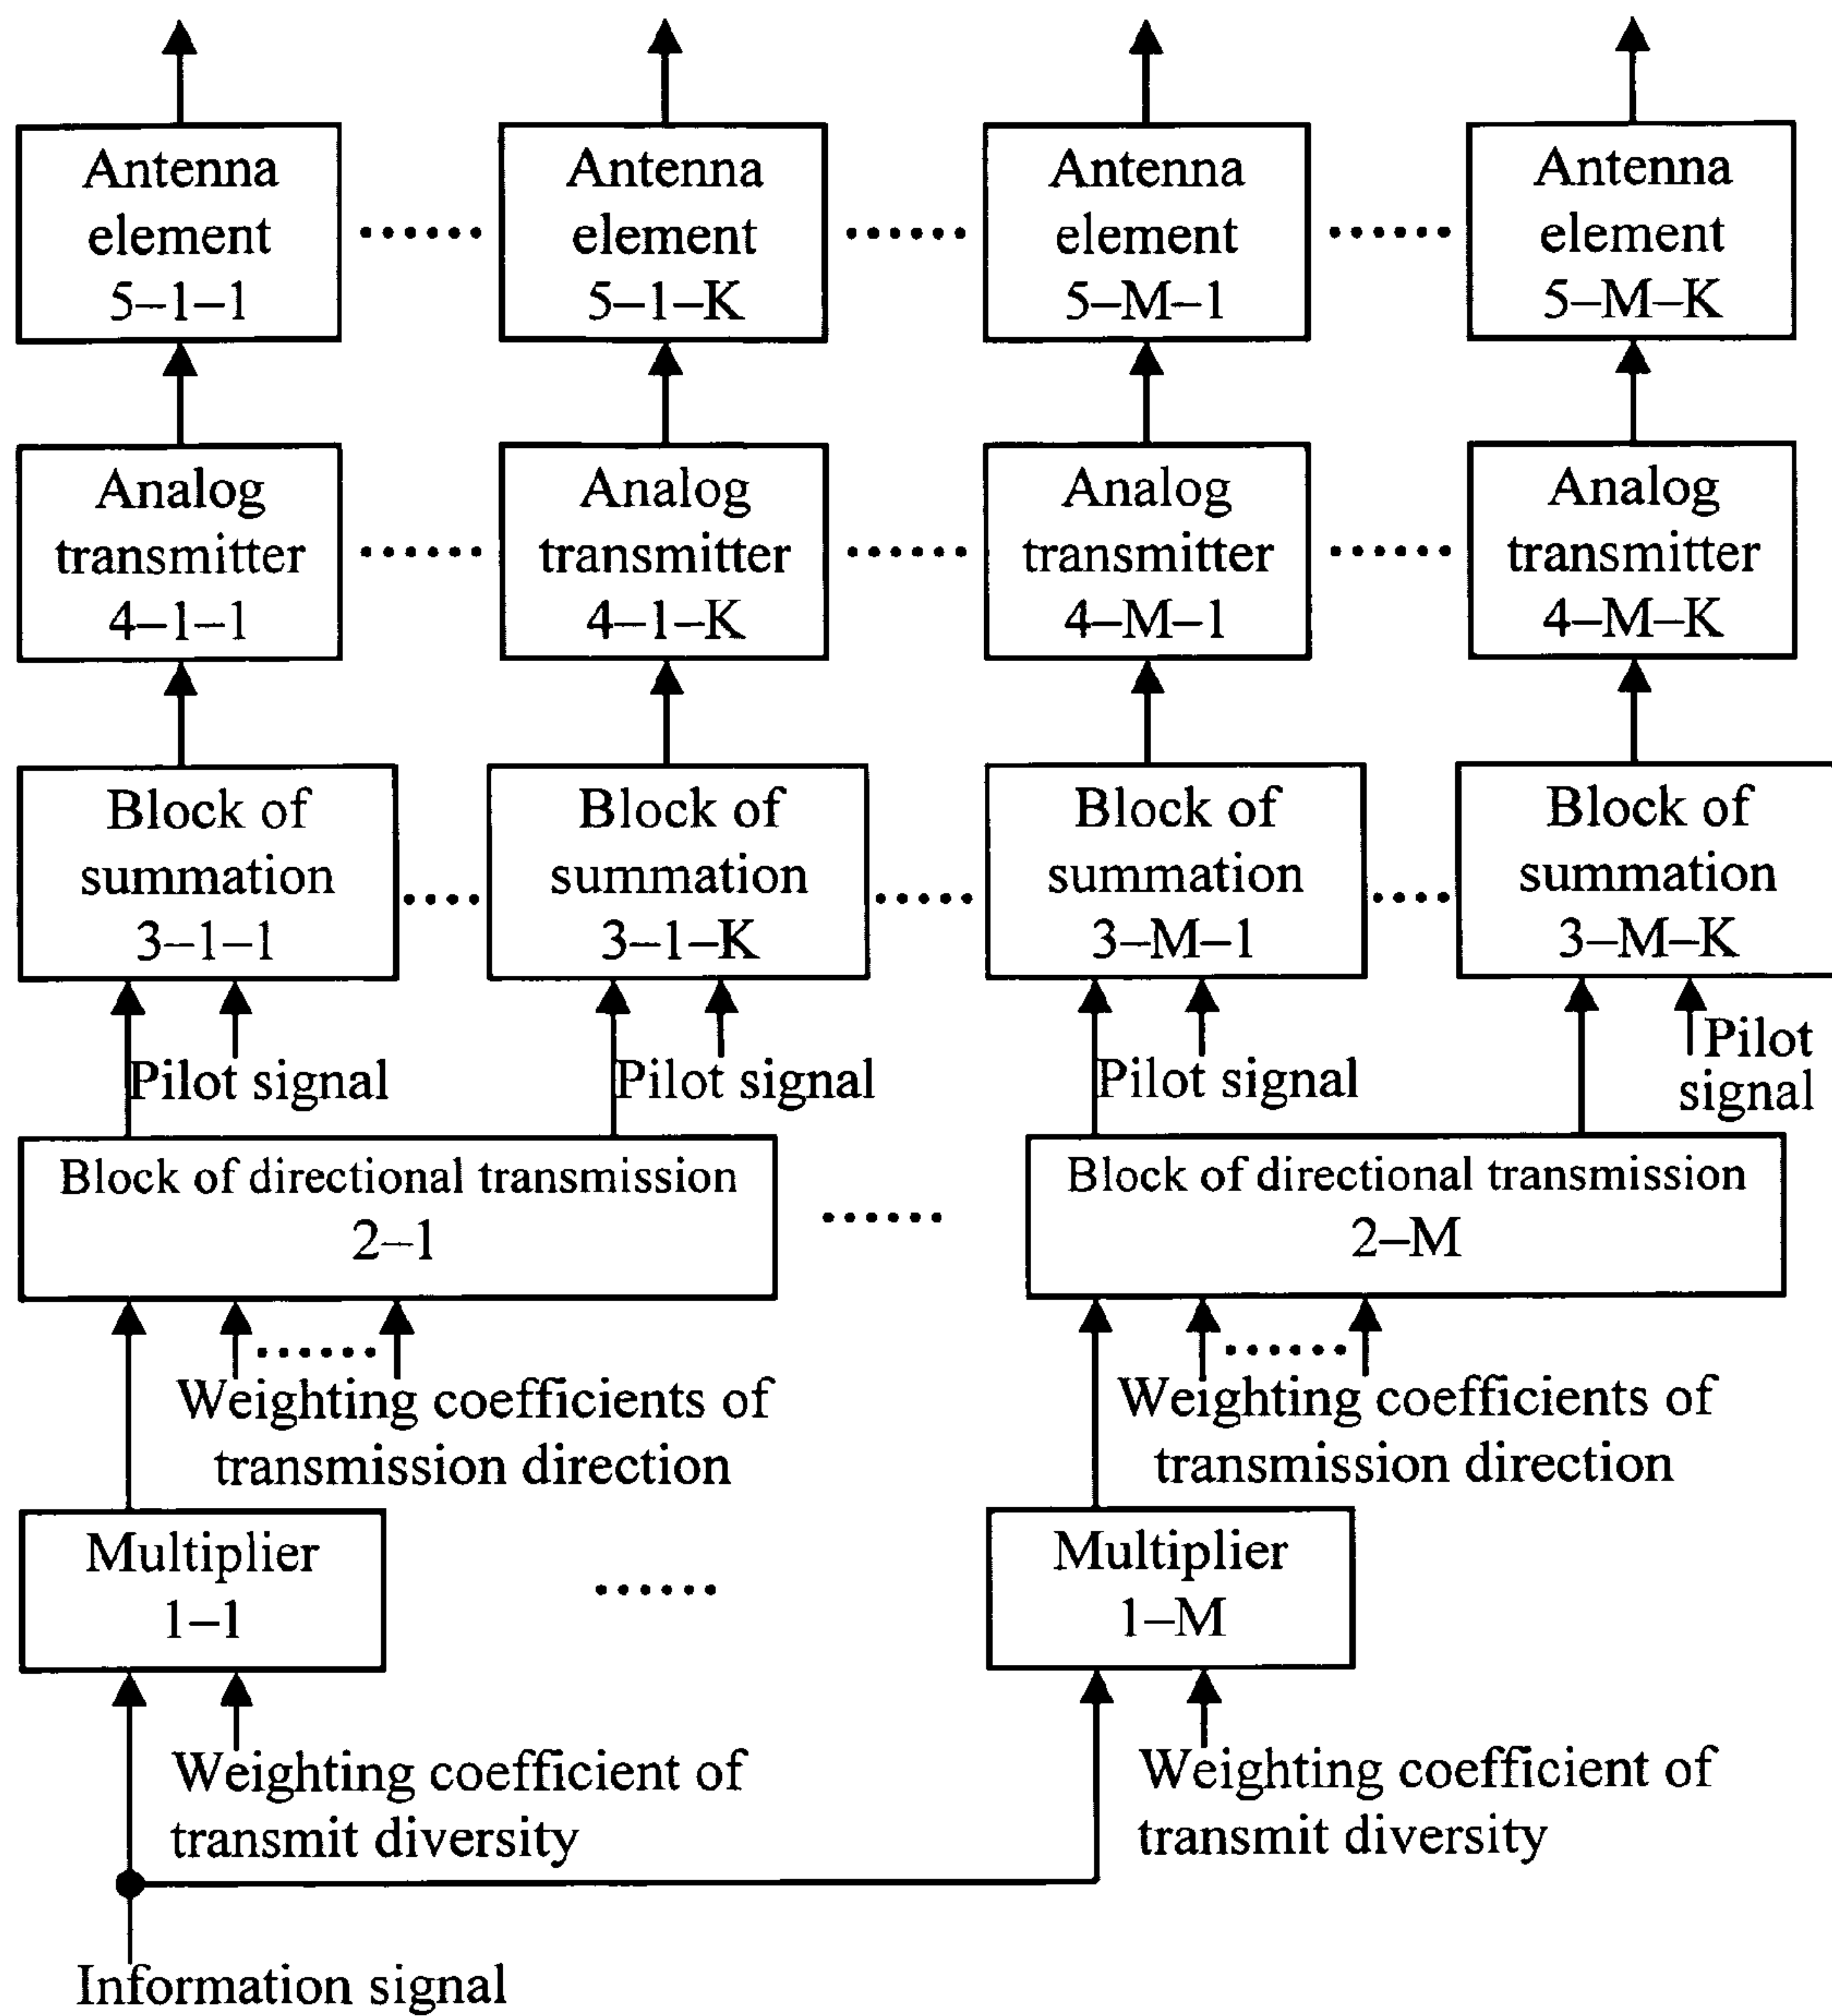 Antenna
element
5–1–1
Antenna
element
5–1–K
Antenna
element
5–M–1
Antenna
element
5–M–K
Analog
transmitter
4–1–1
Analog
transmitter
4–1–K
Analog
transmitter
4–M–1
Analog
transmitter
4–M–K
Block of
summation
3–1–1
Block of
summation
3–1–K
Block of
summation
3–M–1
Block of
summation
3–M–K
Pilot signal
Pilot signal
Pilot signal
Pilot
signal
Block of directional transmission
2–1
Block of directional transmission
2–M
Weighting coefficients of
transmission direction
Weighting coefficients of
transmission direction
Multiplier
1–1
Multiplier
1–M
Weighting coefficient of
transmit diversity
Weighting coefficient of
transmit diversity
Information signal